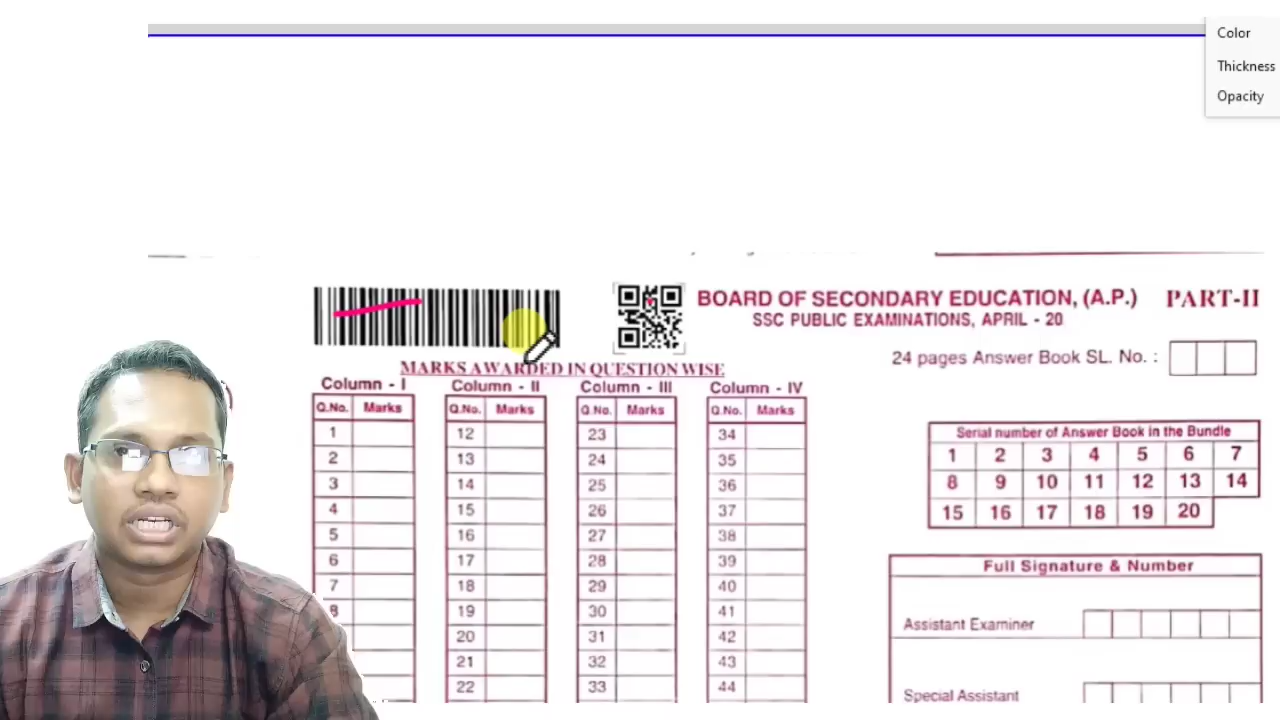 Color
Thickness
Opacity
BOARD OF SECONDARY EDUCATION, (A.P.) PART-II
SSC PUBLIC EXAMINATIONS, APRIL - 20
24 pages Answer Book SL. No. :
MARKS AWARDED IN QUESTION WISE
Column - I Column - II Column - III Column - IV
Q.No. Marks Q.No. Marks Q.No. Marks Q.No. Marks
1 12 23 34
2 13 24 35
3 14 25 36
4 15 26 37
5 16 27 38
6 17 28 39
7 18 29 40
8 19 30 41
20 31 42
21 32 43
22 33 44
Serial number of Answer Book in the Bundle
1 2 3 4 5 6 7
8 9 10 11 12 13 14
15 16 17 18 19 20
Full Signature & Number
Assistant Examiner
Special Assistant